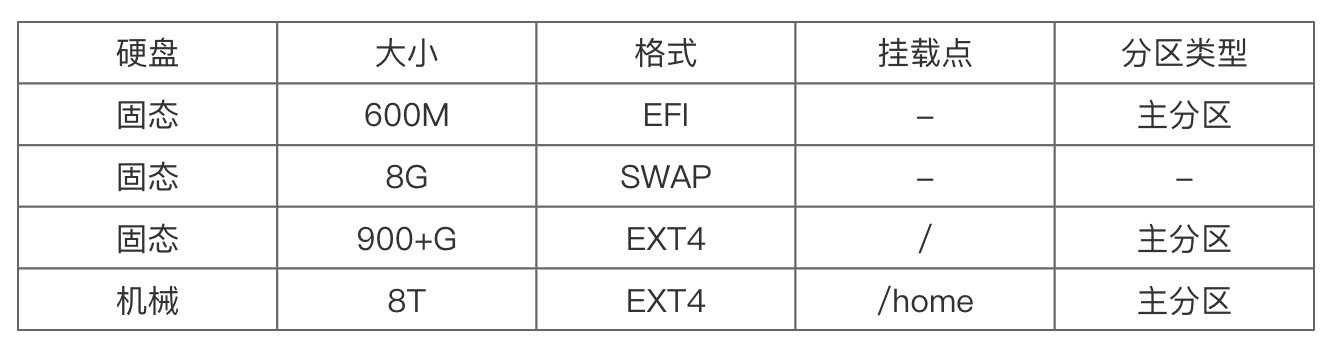 硬盘 大小 格式 挂载点 分区类型
固态 600M EFI – 主分区
固态 8G SWAP – –
固态 900+G EXT4 / 主分区
机械 8T EXT4 /home 主分区